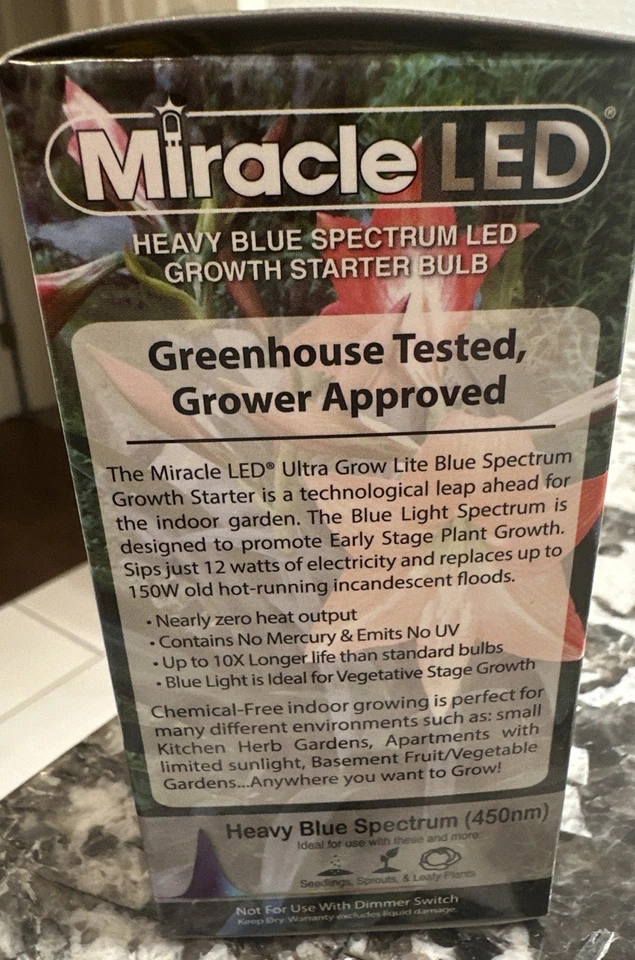 Miracle LED®
HEAVY BLUE SPECTRUM LED
GROWTH STARTER BULB
Greenhouse Tested,
Grower Approved
The Miracle LED® Ultra Grow Lite Blue Spectrum
Growth Starter is a technological leap ahead for
the indoor garden. The Blue Light Spectrum is
designed to promote Early Stage Plant Growth.
Sips just 12 watts of electricity and replaces up to
150W old hot-running incandescent floods.
• Nearly zero heat output
• Contains No Mercury & Emits No UV
• Up to 10X Longer life than standard bulbs
• Blue Light is Ideal for Vegetative Stage Growth
Chemical-Free indoor growing is perfect for
many different environments such as: small
Kitchen Herb Gardens, Apartments with
limited sunlight, Basement Fruit/Vegetable
Gardens...Anywhere you want to Grow!
Heavy Blue Spectrum (450nm)
Ideal for use with these and more:
Seedlings, Sprouts, & Leafy Plants
Not For Use With Dimmer Switch
Keep Dry. Warranty excludes liquid damage.